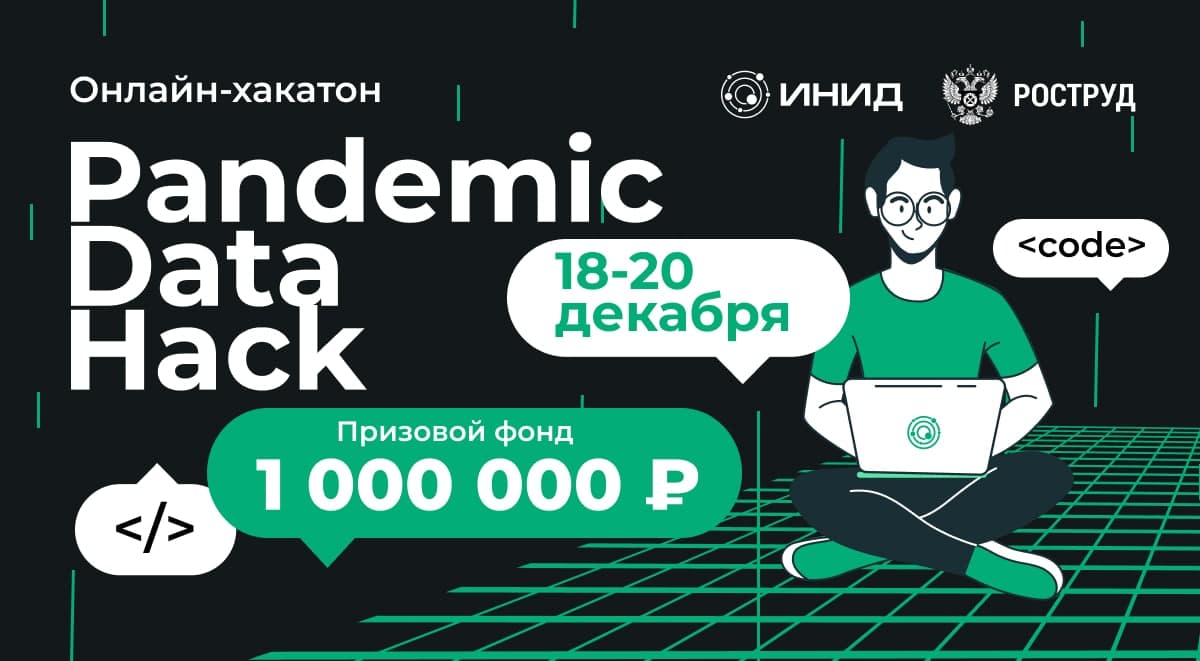 Онлайн-хакатон
ИНИД
РОСТРУД
Pandemic
Data
Hack
18-20
декабря
<code>
Призовой фонд
1 000 000 ₽
</>